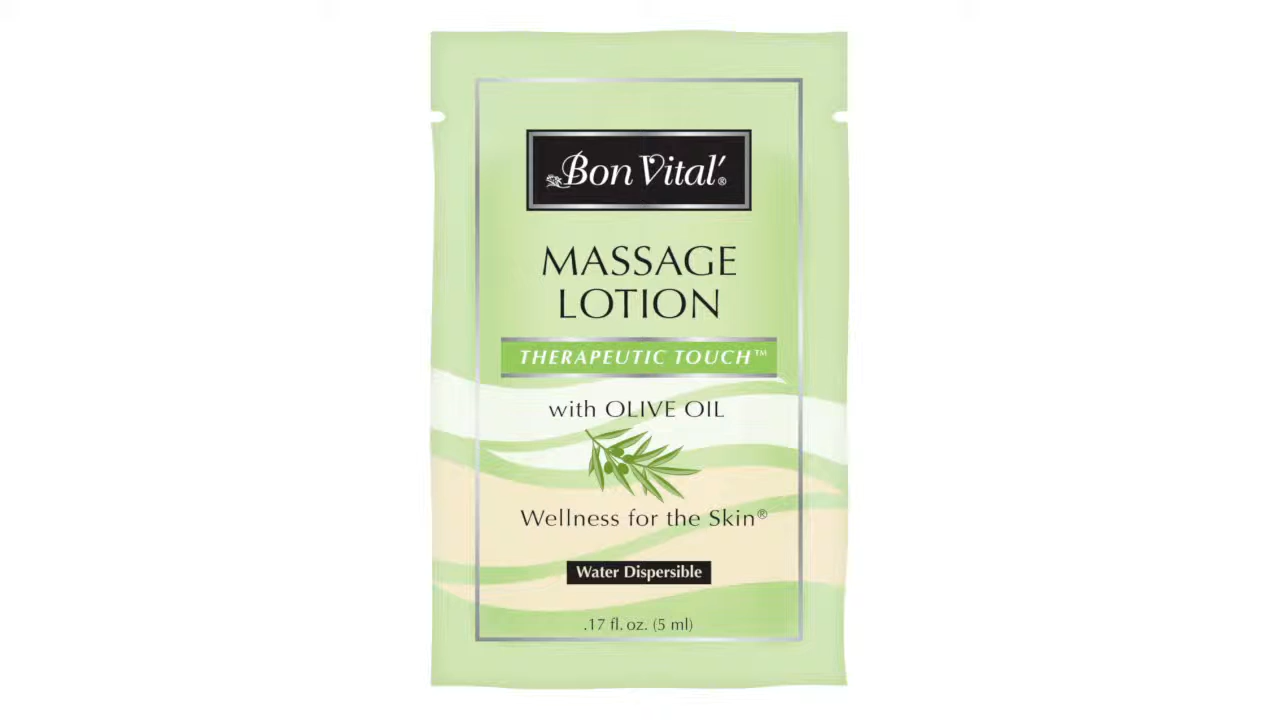 Bon Vital´®
MASSAGE
LOTION
THERAPEUTIC TOUCH™
with OLIVE OIL
Wellness for the Skin®
Water Dispersible
.17 fl. oz. (5 ml)